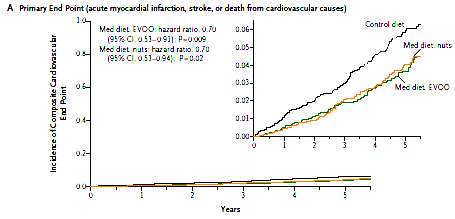 A Primary End Point (acute myocardial infarction, stroke, or death from cardiovascular causes)
Incidence of Composite Cardiovascular
End Point
1.0
0.8
0.6
0.4
0.2
0.0
Med diet, EVOO: hazard ratio, 0.70
(95% CI, 0.53–0.91); P=0.009
Med diet, nuts: hazard ratio, 0.70
(95% CI, 0.53–0.94); P=0.02
0.06
0.05
0.04
0.03
0.02
0.01
0.00
Control diet
Med diet, nuts
Med diet, EVOO
0 1 2 3 4 5
0 1 2 3 4 5
Years